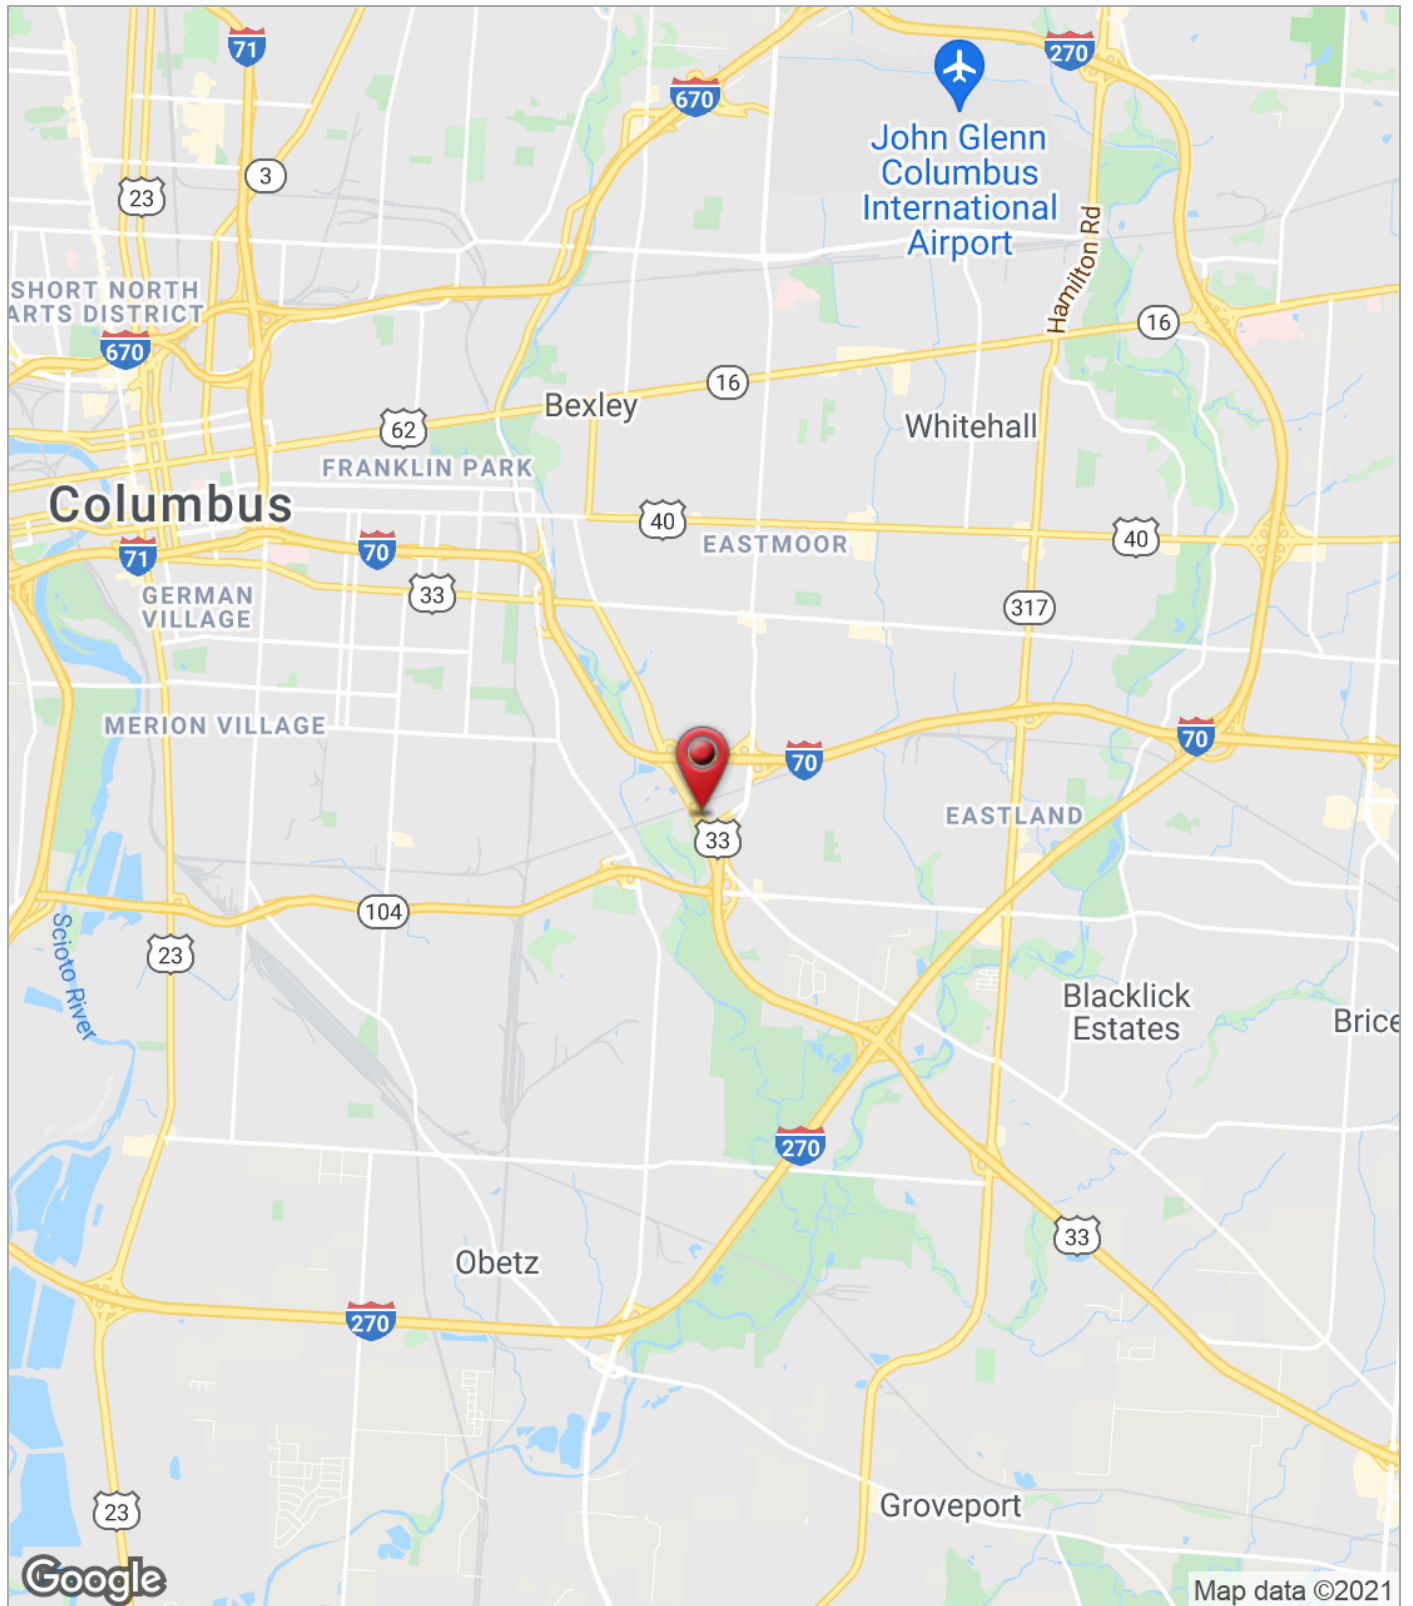 71
270
670
John Glenn
Columbus
International
Airport
3
23
Hamilton Rd
SHORT NORTH
ARTS DISTRICT
16
670
16
Bexley
62
Whitehall
FRANKLIN PARK
Columbus
40
40
EASTMOOR
71
70
33
GERMAN
VILLAGE
317
MERION VILLAGE
70
70
EASTLAND
33
104
Scioto River
23
Blacklick
Estates
Brice
270
33
Obetz
270
23
Groveport
Google
Map data ©2021